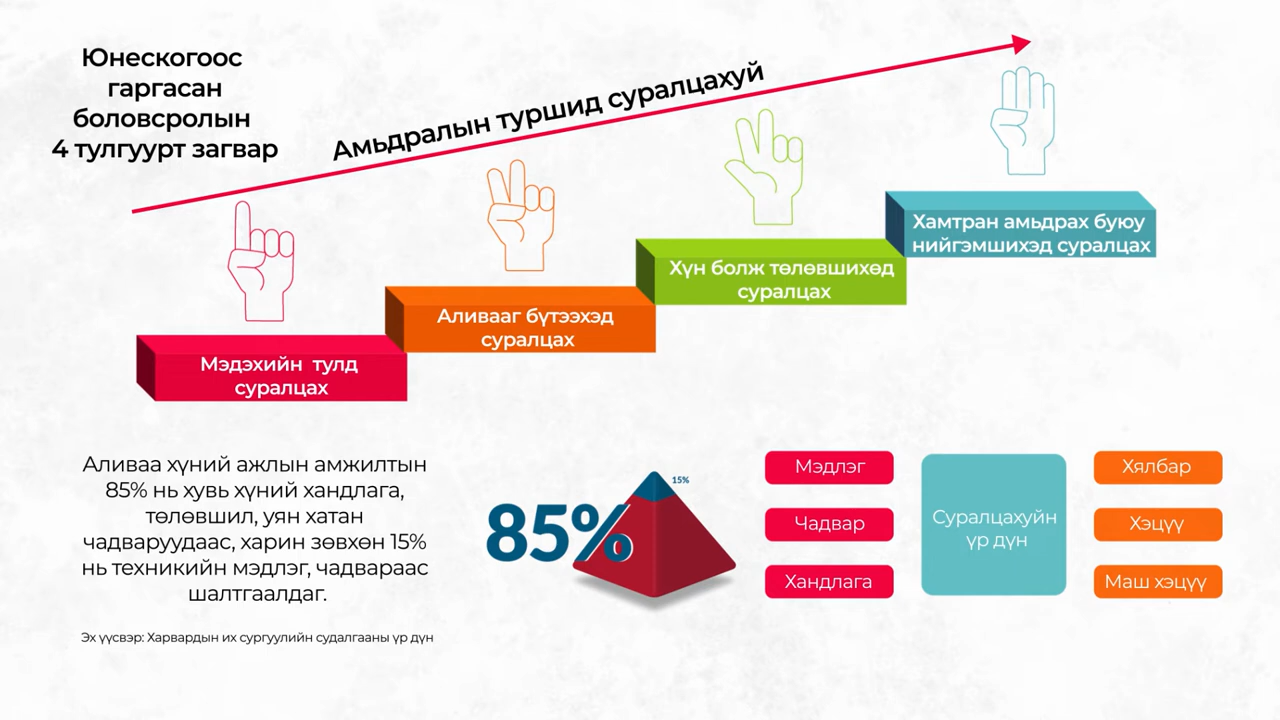 Юнескогоос
гаргасан
боловсролын
4 тулгуурт загвар
Амьдралын туршид суралцахуй
Мэдэхийн тулд
суралцах
Аливааг бүтээхэд
суралцах
Хүн болж төлөвшихөд
суралцах
Хамтран амьдрах буюу
нийгэмшихэд суралцах
Аливаа хүний ажлын амжилтын
85% нь хувь хүний хандлага,
төлөвшил, уян хатан
чадваруудаас, харин зөвхөн 15%
нь техникийн мэдлэг, чадвараас
шалтгаалдаг.
Эх үүсвэр: Харвардын их сургуулийн судалгааны үр дүн
85%
15%
Мэдлэг
Чадвар
Хандлага
Суралцахуйн
үр дүн
Хялбар
Хэцүү
Маш хэцүү